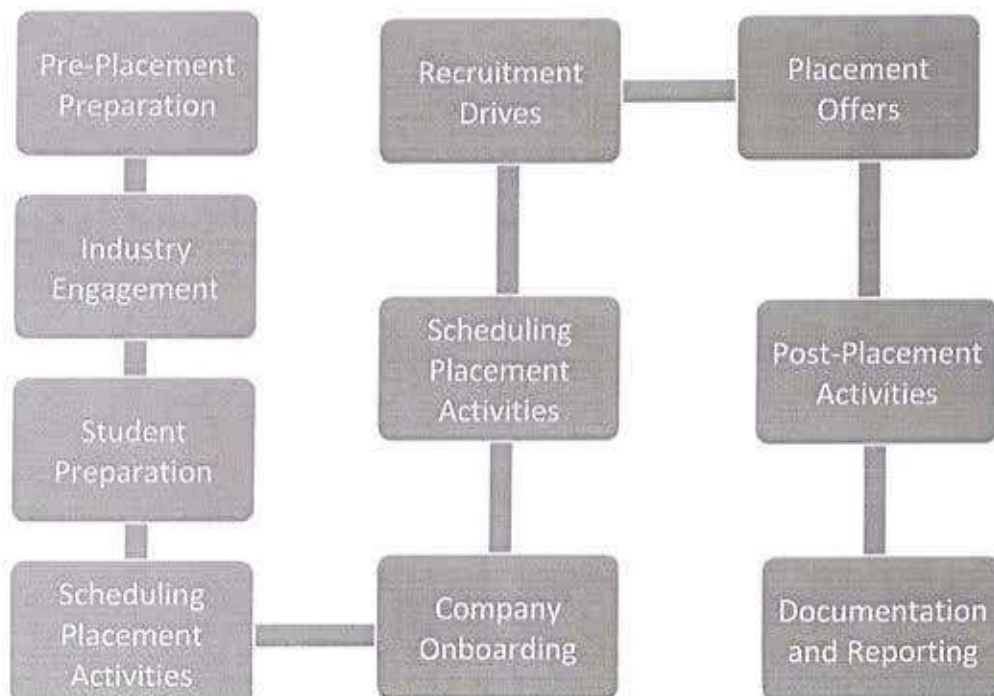 Pre-Placement
Preparation
Industry
Engagement
Student
Preparation
Scheduling
Placement
Activities
Company
Onboarding
Scheduling
Placement
Activities
Recruitment
Drives
Placement
Offers
Post-Placement
Activities
Documentation
and Reporting